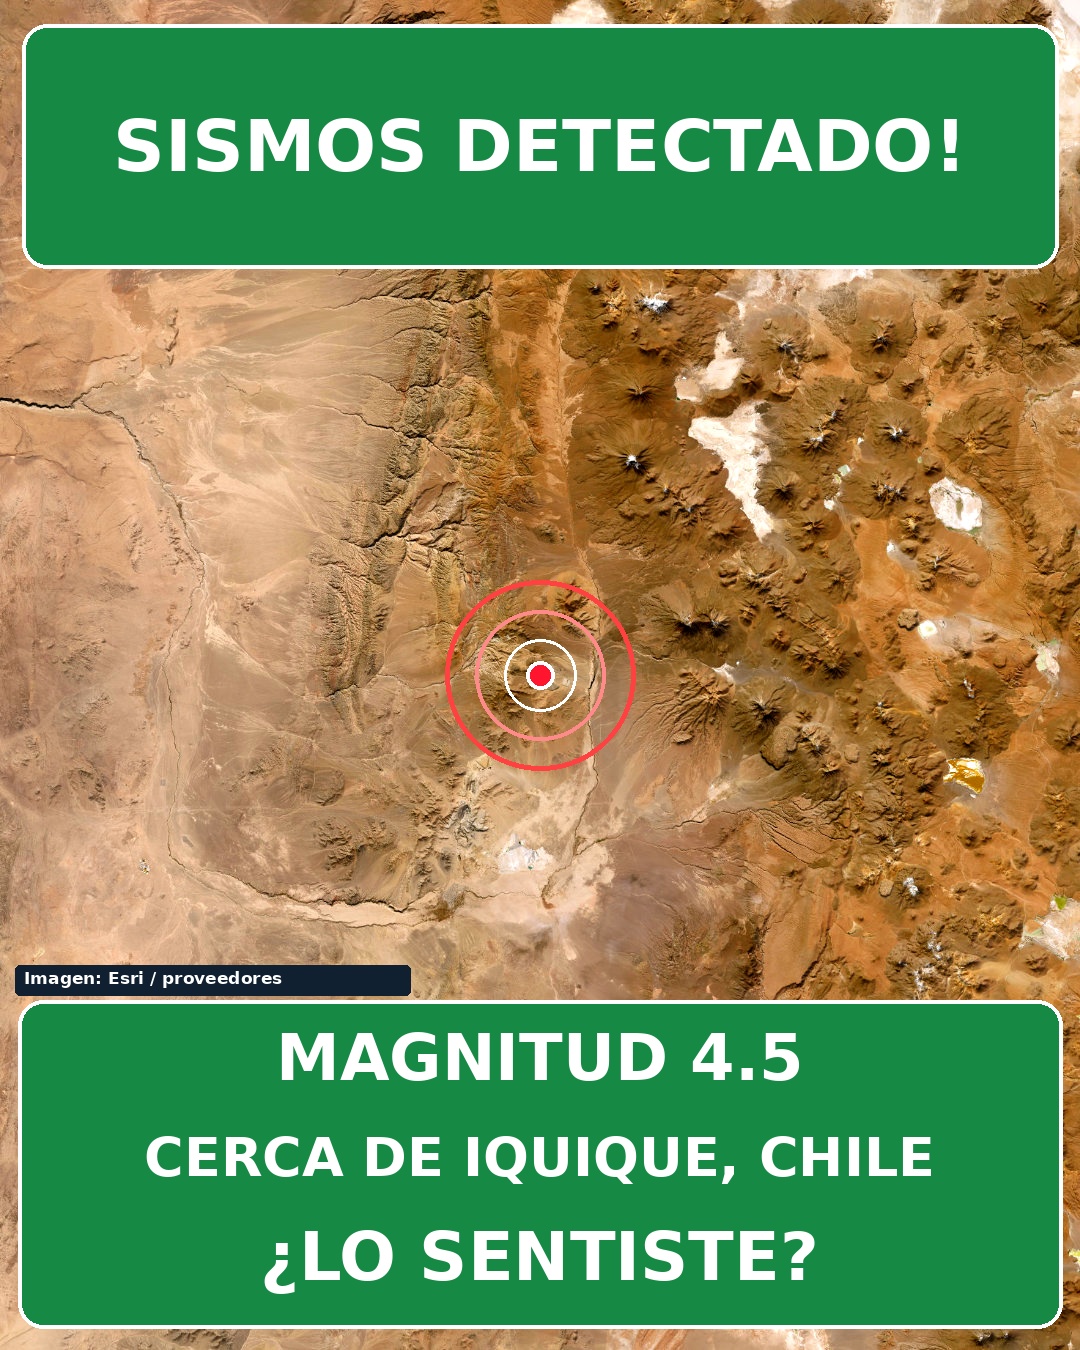 SISMOS DETECTADO!
Imagen: Esri / proveedores
MAGNITUD 4.5
CERCA DE IQUIQUE, CHILE
¿LO SENTISTE?